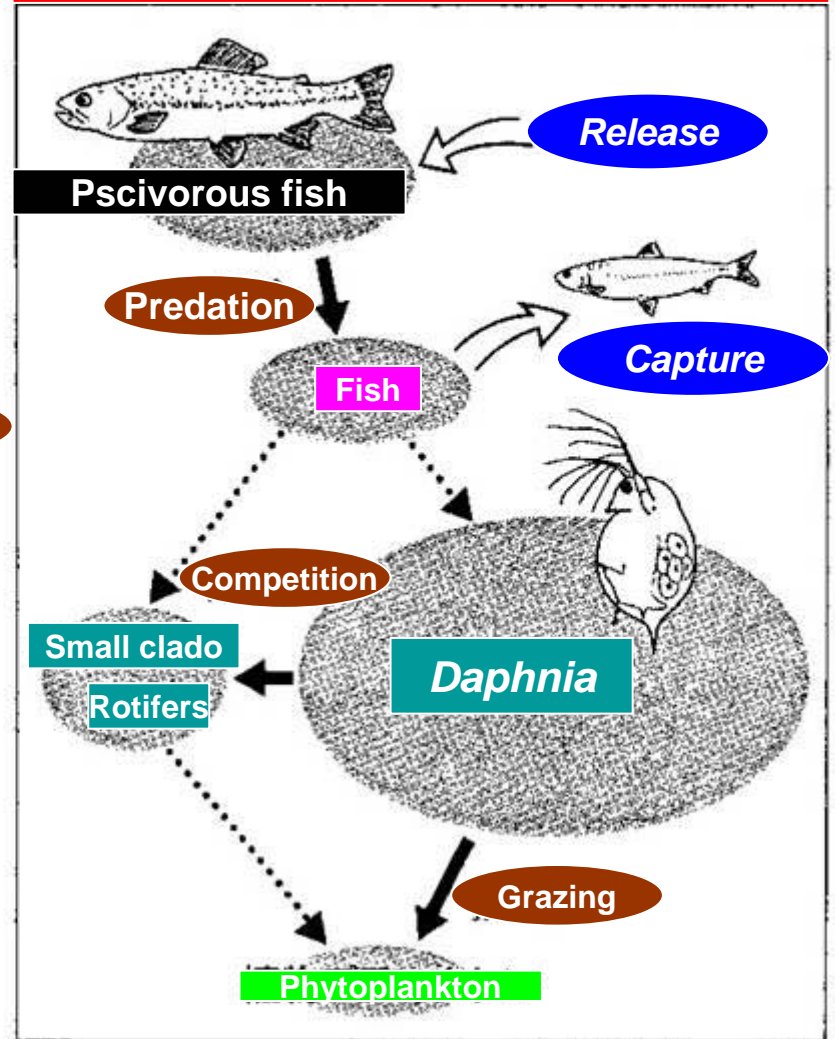 Release
Pscivorous fish
Predation
Capture
Fish
Competition
Small clado
Rotifers
Daphnia
Grazing
Phytoplankton